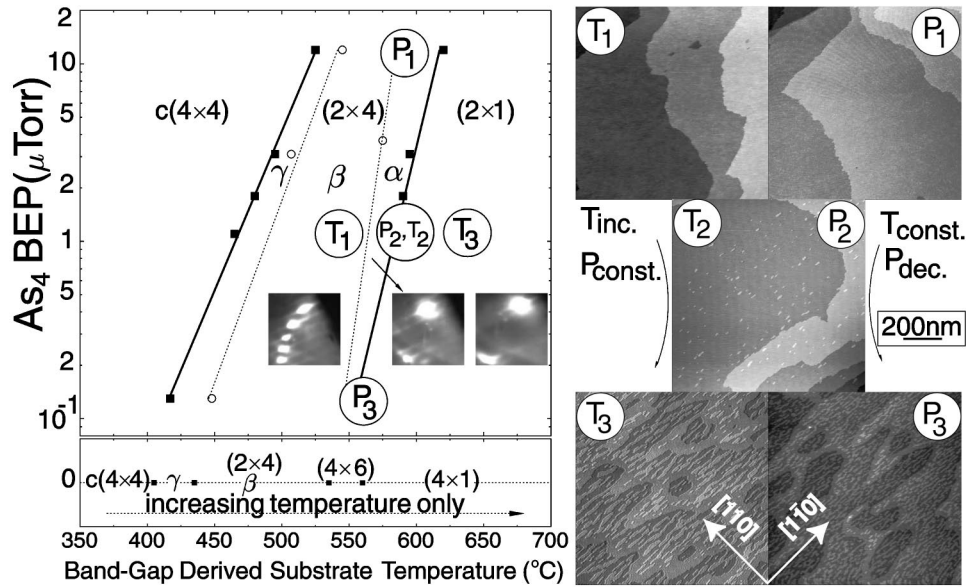 As₄ BEP(μTorr)
2
10
5
2
1
5
2
10⁻¹
0
c(4×4)
(2×4)
(2×1)
γ
β
α
P₁
T₁
P₂,T₂
T₃
P₃
c(4×4) γ (2×4) β (4×6) (4×1)
increasing temperature only
350 400 450 500 550 600 650 700
Band-Gap Derived Substrate Temperature (°C)
T₁
P₁
Tinc.
Pconst.
T₂
P₂
Tconst.
Pdec.
200nm
T₃
P₃
[110]
[11̄0]